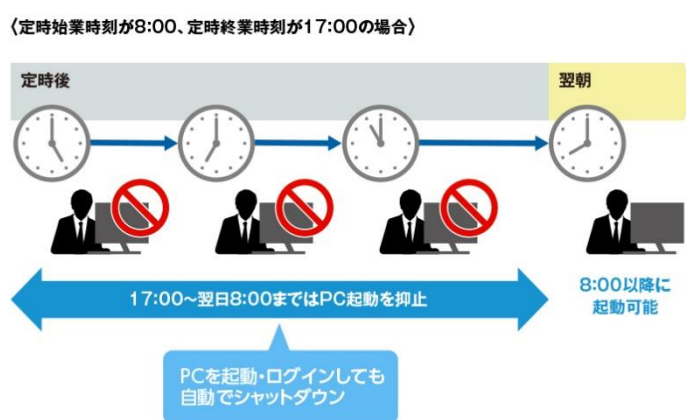 〈定時始業時刻が8:00、定時終業時刻が17:00の場合〉
定時後
翌朝
17:00〜翌日8:00まではPC起動を抑止
8:00以降に
起動可能
PCを起動・ログインしても
自動でシャットダウン